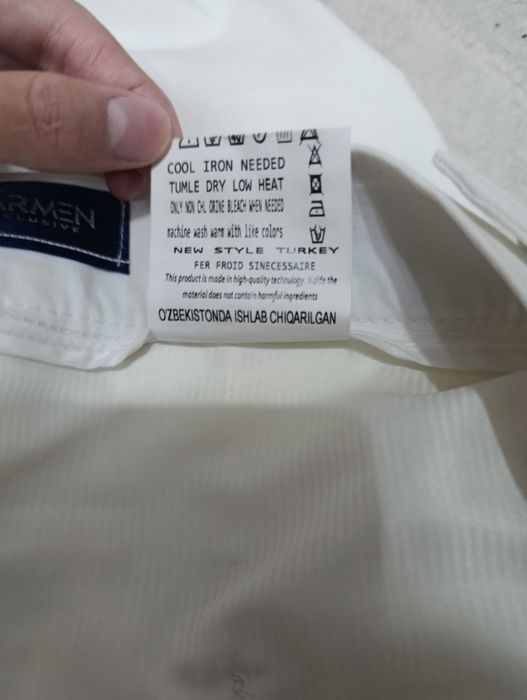 ARMEN
COOL IRON NEEDED
TUMLE DRY LOW HEAT
ONLY NON CHL ORINE BLEACH WHEN NEEDED
machine wash warm with like colors
NEW STYLE TURKEY
FER FROID SINECESSAIRE
This product is made in high-quality technology. Inside the
material does not contain harmful ingredients
O'ZBEKISTONDA ISHLAB CHIQARILGAN